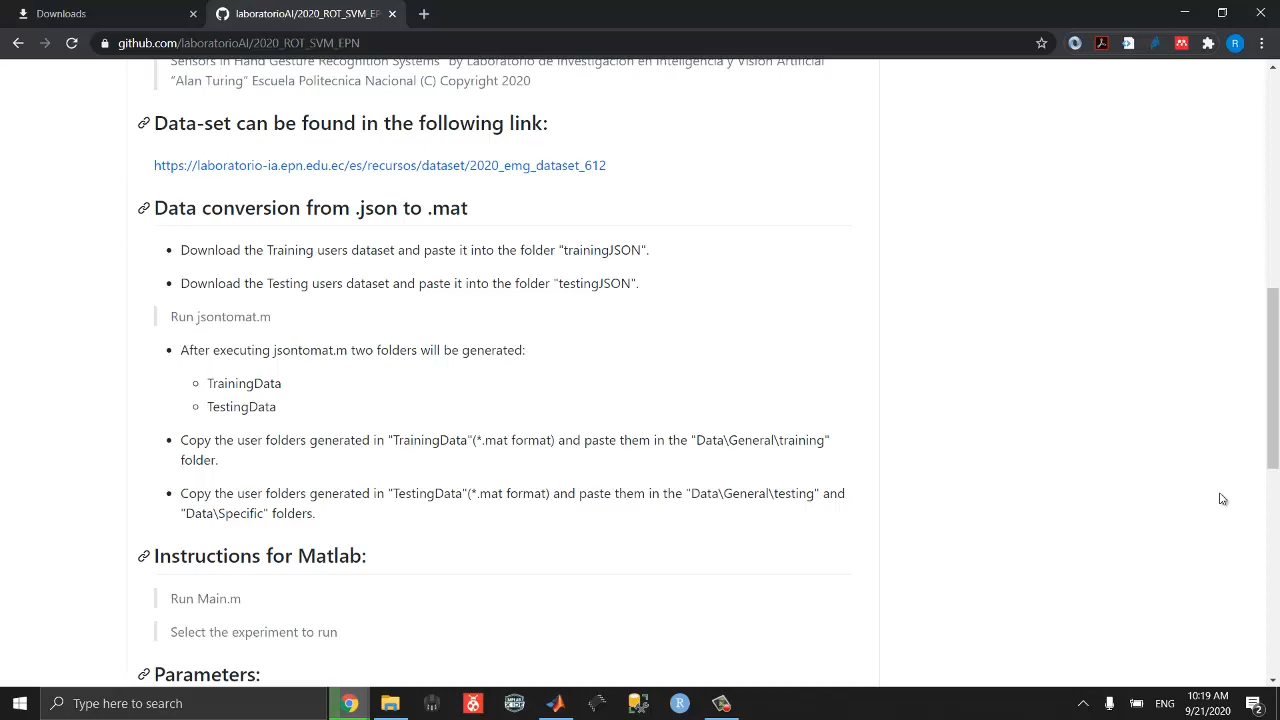 Downloads
laboratorioAI/2020_ROT_SVM_EP
github.com/laboratorioAI/2020_ROT_SVM_EPN
Sensors in Hand Gesture Recognition Systems" by Laboratorio de Investigación en Inteligencia y Visión Artificial
"Alan Turing" Escuela Politecnica Nacional (C) Copyright 2020
Data-set can be found in the following link:
https://laboratorio-ia.epn.edu.ec/es/recursos/dataset/2020_emg_dataset_612
Data conversion from .json to .mat
Download the Training users dataset and paste it into the folder "trainingJSON".
Download the Testing users dataset and paste it into the folder "testingJSON".
Run jsontomat.m
After executing jsontomat.m two folders will be generated:
TrainingData
TestingData
Copy the user folders generated in "TrainingData"(*.mat format) and paste them in the "Data\General\training"
folder.
Copy the user folders generated in "TestingData"(*.mat format) and paste them in the "Data\General\testing" and
"Data\Specific" folders.
Instructions for Matlab:
Run Main.m
Select the experiment to run
Parameters:
Type here to search
ENG
10:19 AM
9/21/2020
2